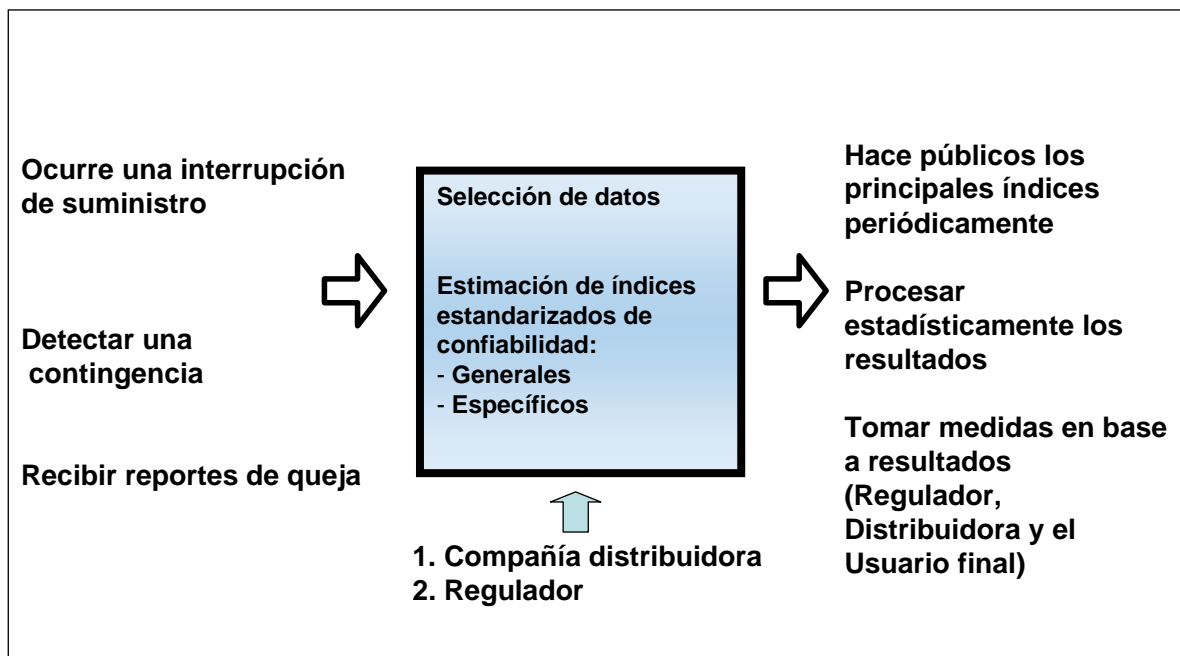 Ocurre una interrupción
de suministro
Detectar una
contingencia
Recibir reportes de queja
Selección de datos
Estimación de índices
estandarizados de
confiabilidad:
- Generales
- Específicos
1. Compañía distribuidora
2. Regulador
Hace públicos los
principales índices
periódicamente
Procesar
estadísticamente los
resultados
Tomar medidas en base
a resultados
(Regulador,
Distribuidora y el
Usuario final)